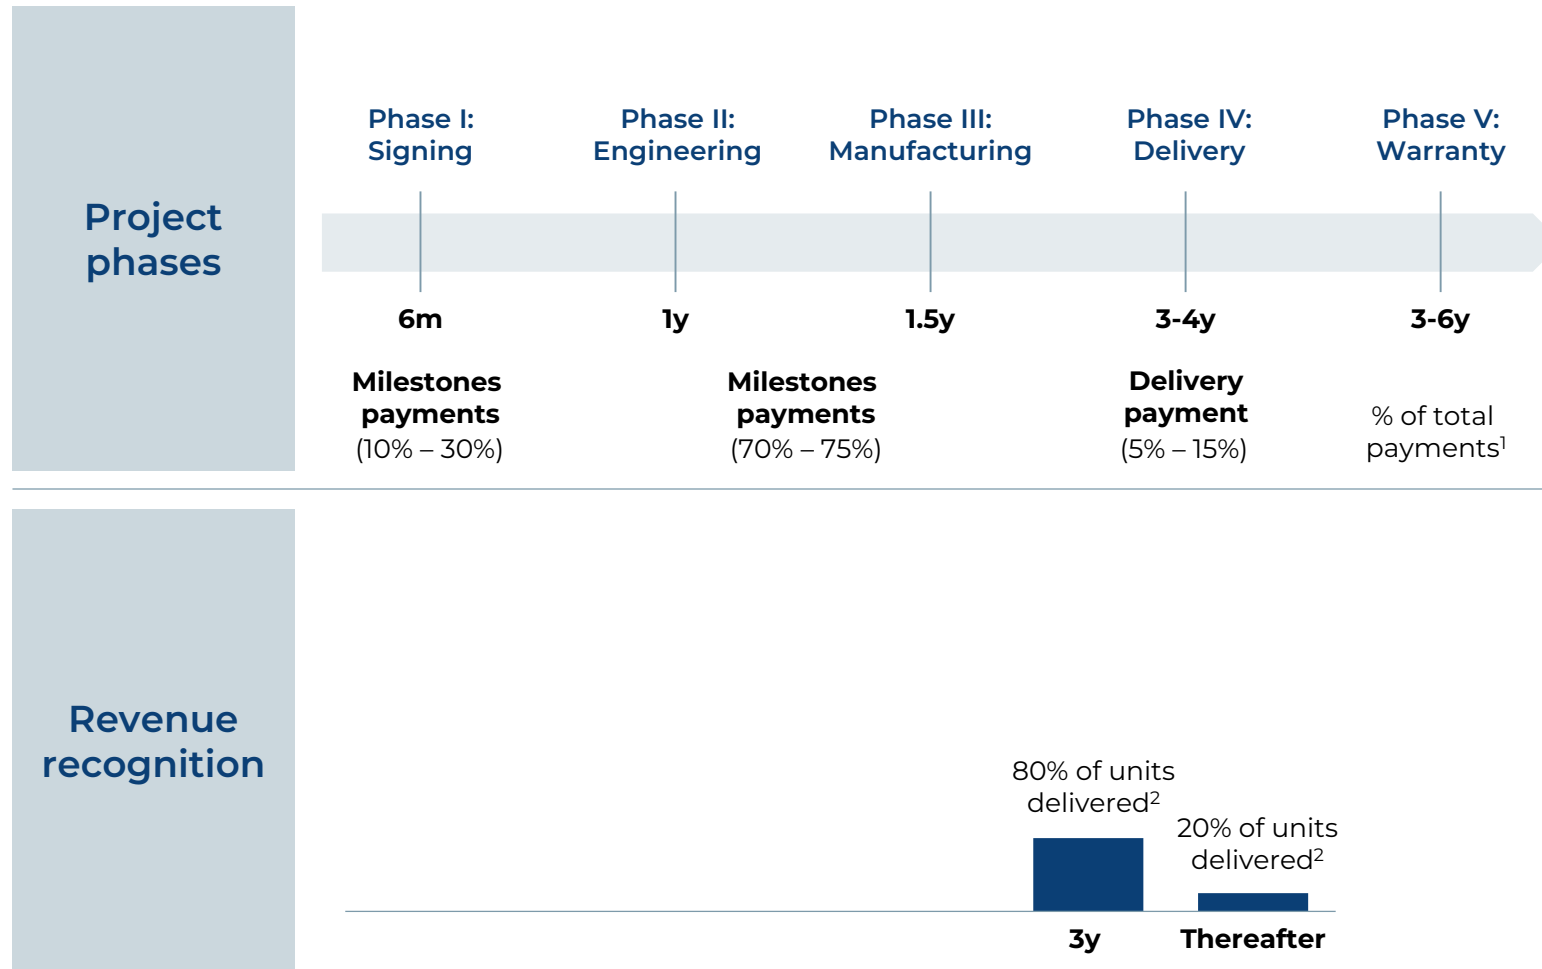 Project
phases
Phase I:
Signing
Phase II:
Engineering
Phase III:
Manufacturing
Phase IV:
Delivery
Phase V:
Warranty
6m
1y
1.5y
3-4y
3-6y
Milestones
payments
(10% – 30%)
Milestones
payments
(70% – 75%)
Delivery
payment
(5% – 15%)
% of total
payments¹
Revenue
recognition
80% of units
delivered²
20% of units
delivered²
3y
Thereafter